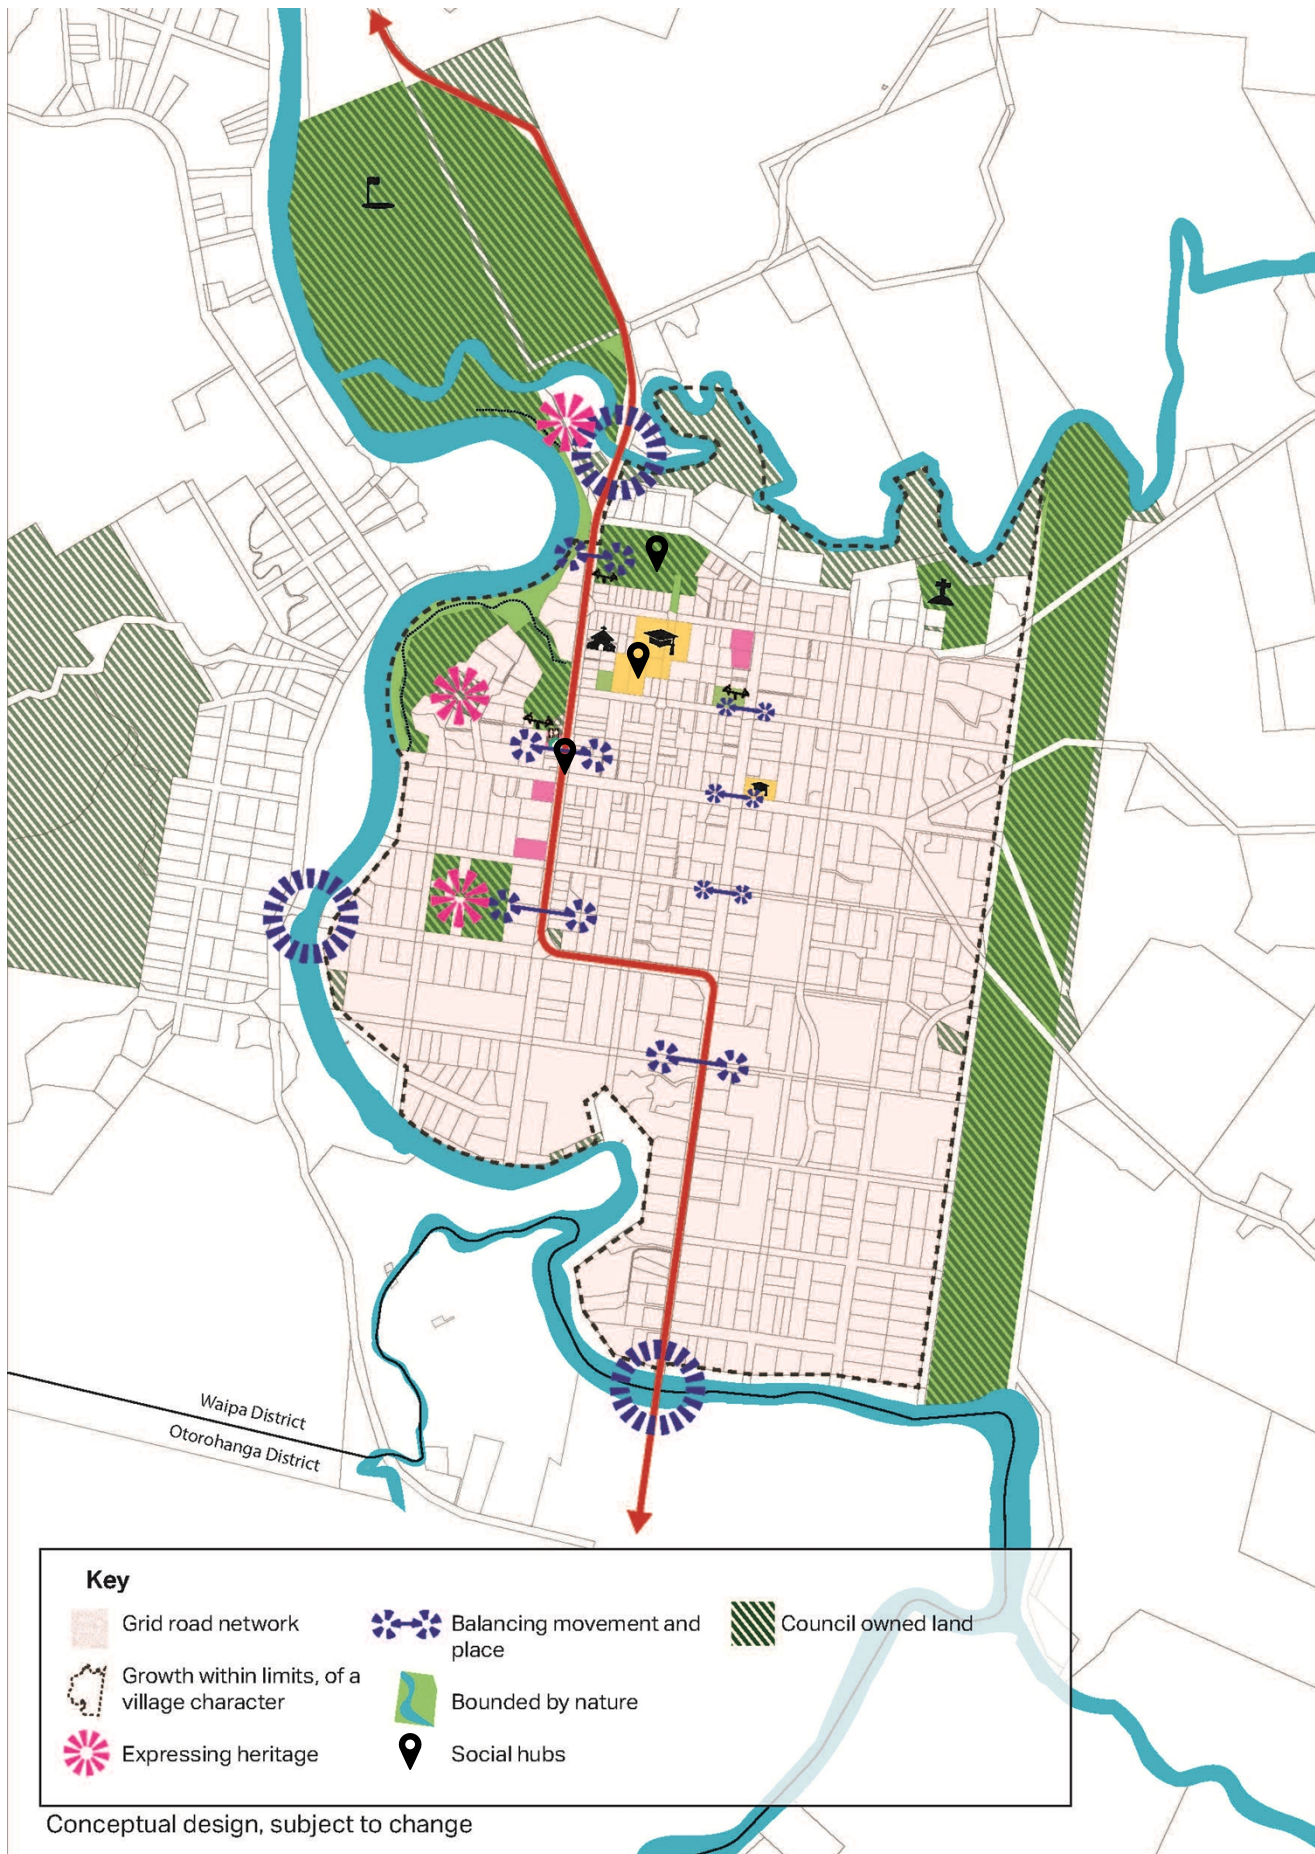 Waipa District
Otorohanga District
Key
Grid road network
Growth within limits, of a
village character
Expressing heritage
Balancing movement and
place
Bounded by nature
Social hubs
Council owned land
Conceptual design, subject to change